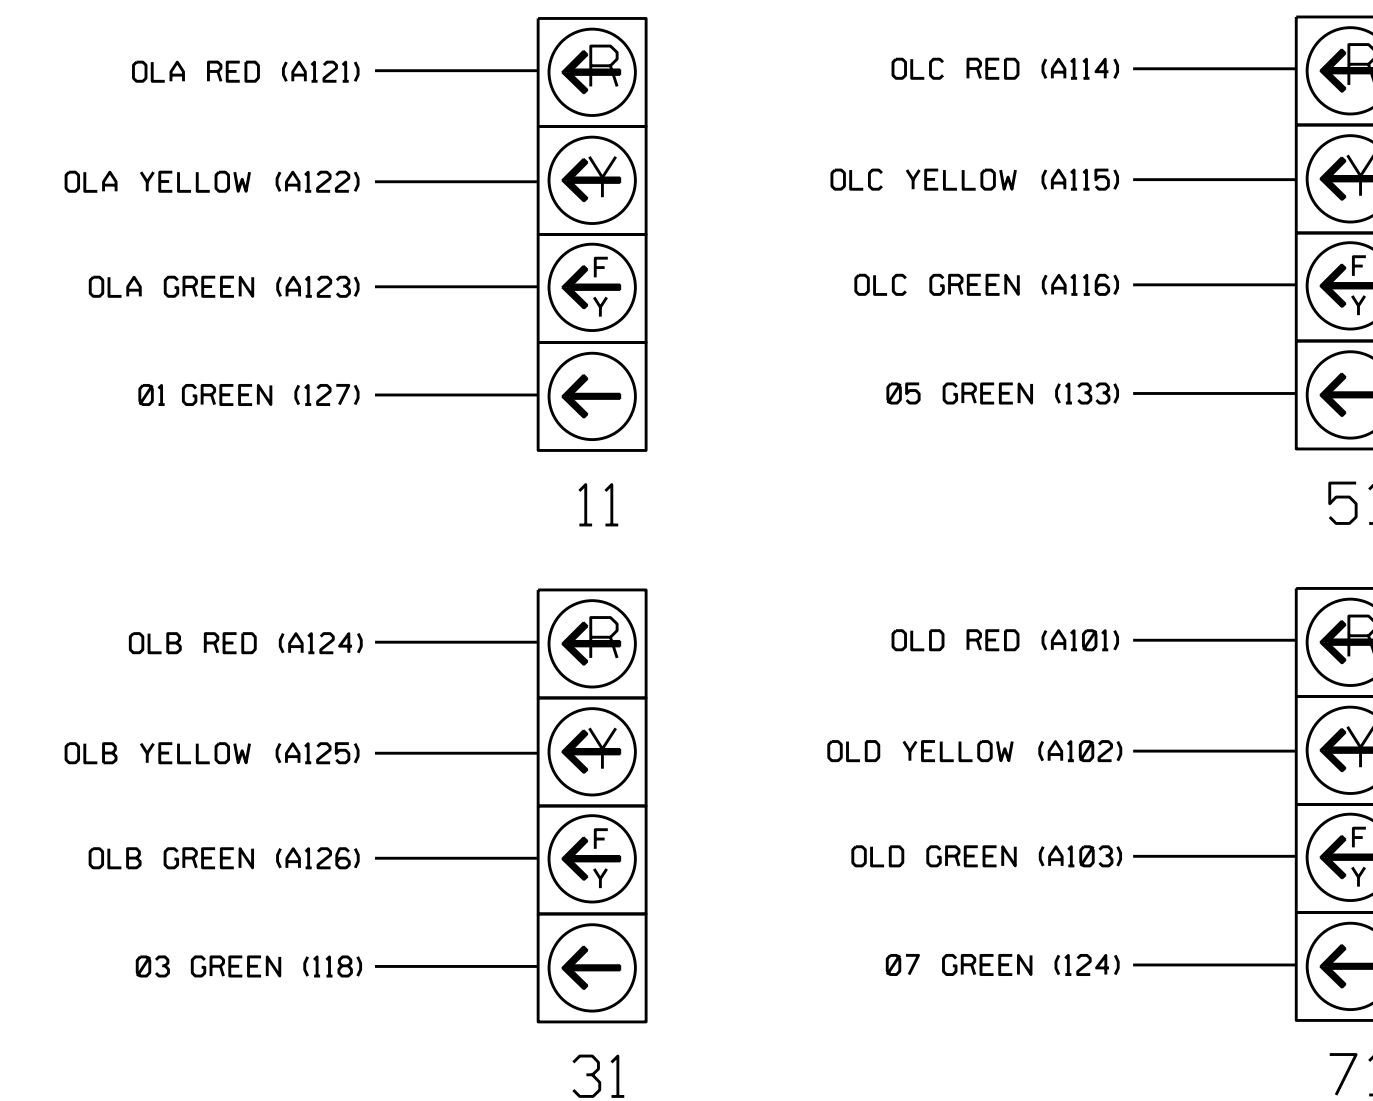 OLA RED (A121)
R
OLA YELLOW (A122)
Y
OLA GREEN (A123)
F
Y
Ø1 GREEN (127)
11
OLC RED (A114)
R
OLC YELLOW (A115)
Y
OLC GREEN (A116)
F
Y
Ø5 GREEN (133)
51
OLB RED (A124)
R
OLB YELLOW (A125)
Y
OLB GREEN (A126)
F
Y
Ø3 GREEN (118)
31
OLD RED (A1Ø1)
R
OLD YELLOW (A1Ø2)
Y
OLD GREEN (A1Ø3)
F
Y
Ø7 GREEN (124)
71